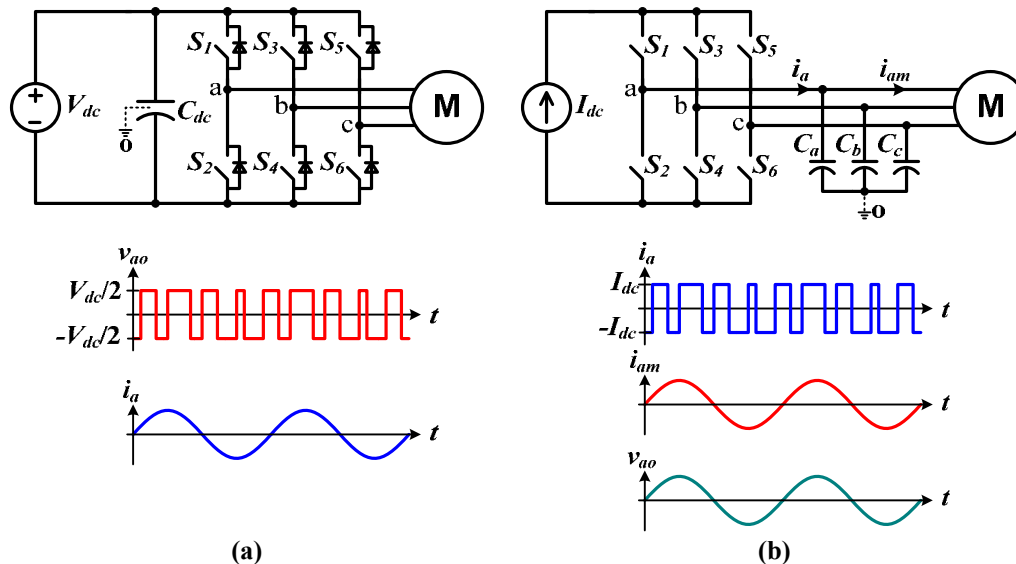 S1 S3 S5
a
Vdc
Cdc
b
M
o
c
S2 S4 S6
vao
Vdc/2
t
-Vdc/2
ia
t
(a)
S1 S3 S5
ia iam
a
Idc
b
M
c
Ca Cb Cc
S2 S4 S6
o
ia
Idc
t
-Idc
iam
t
vao
t
(b)